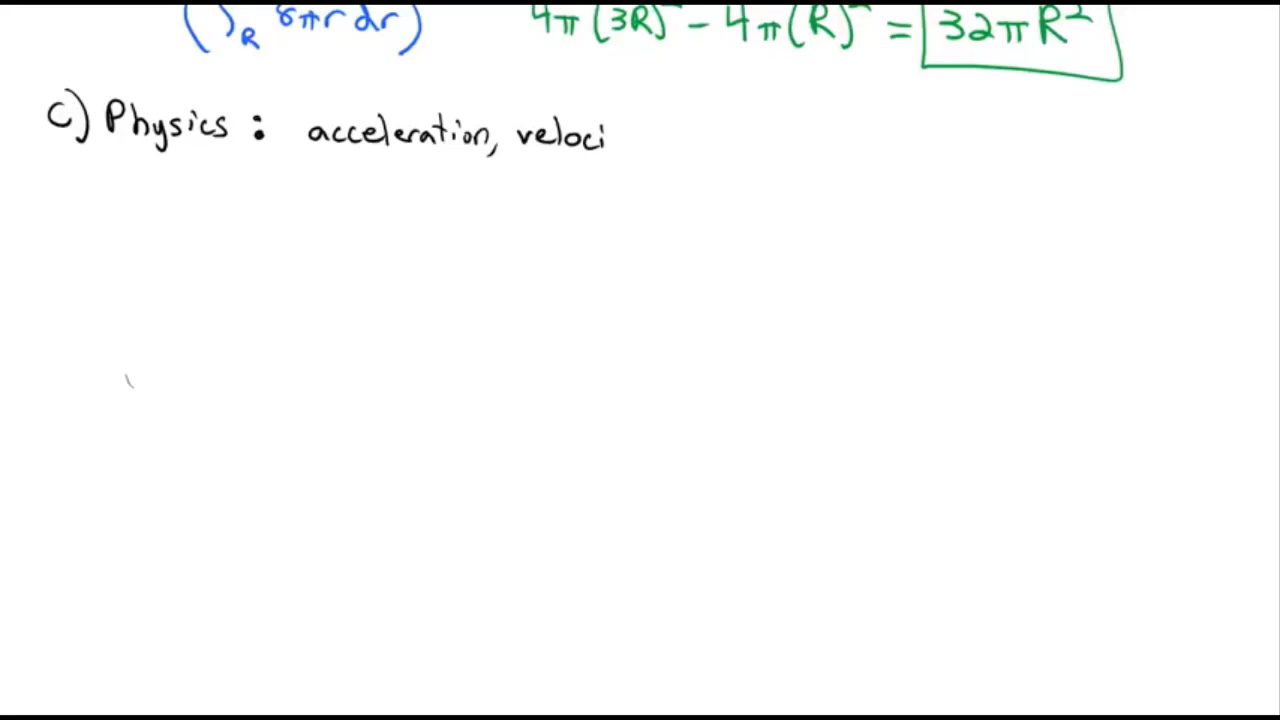 ( ∫R 8πr dr ) 4π(3R)² - 4π(R)² = 32πR²
c) Physics : acceleration, veloci